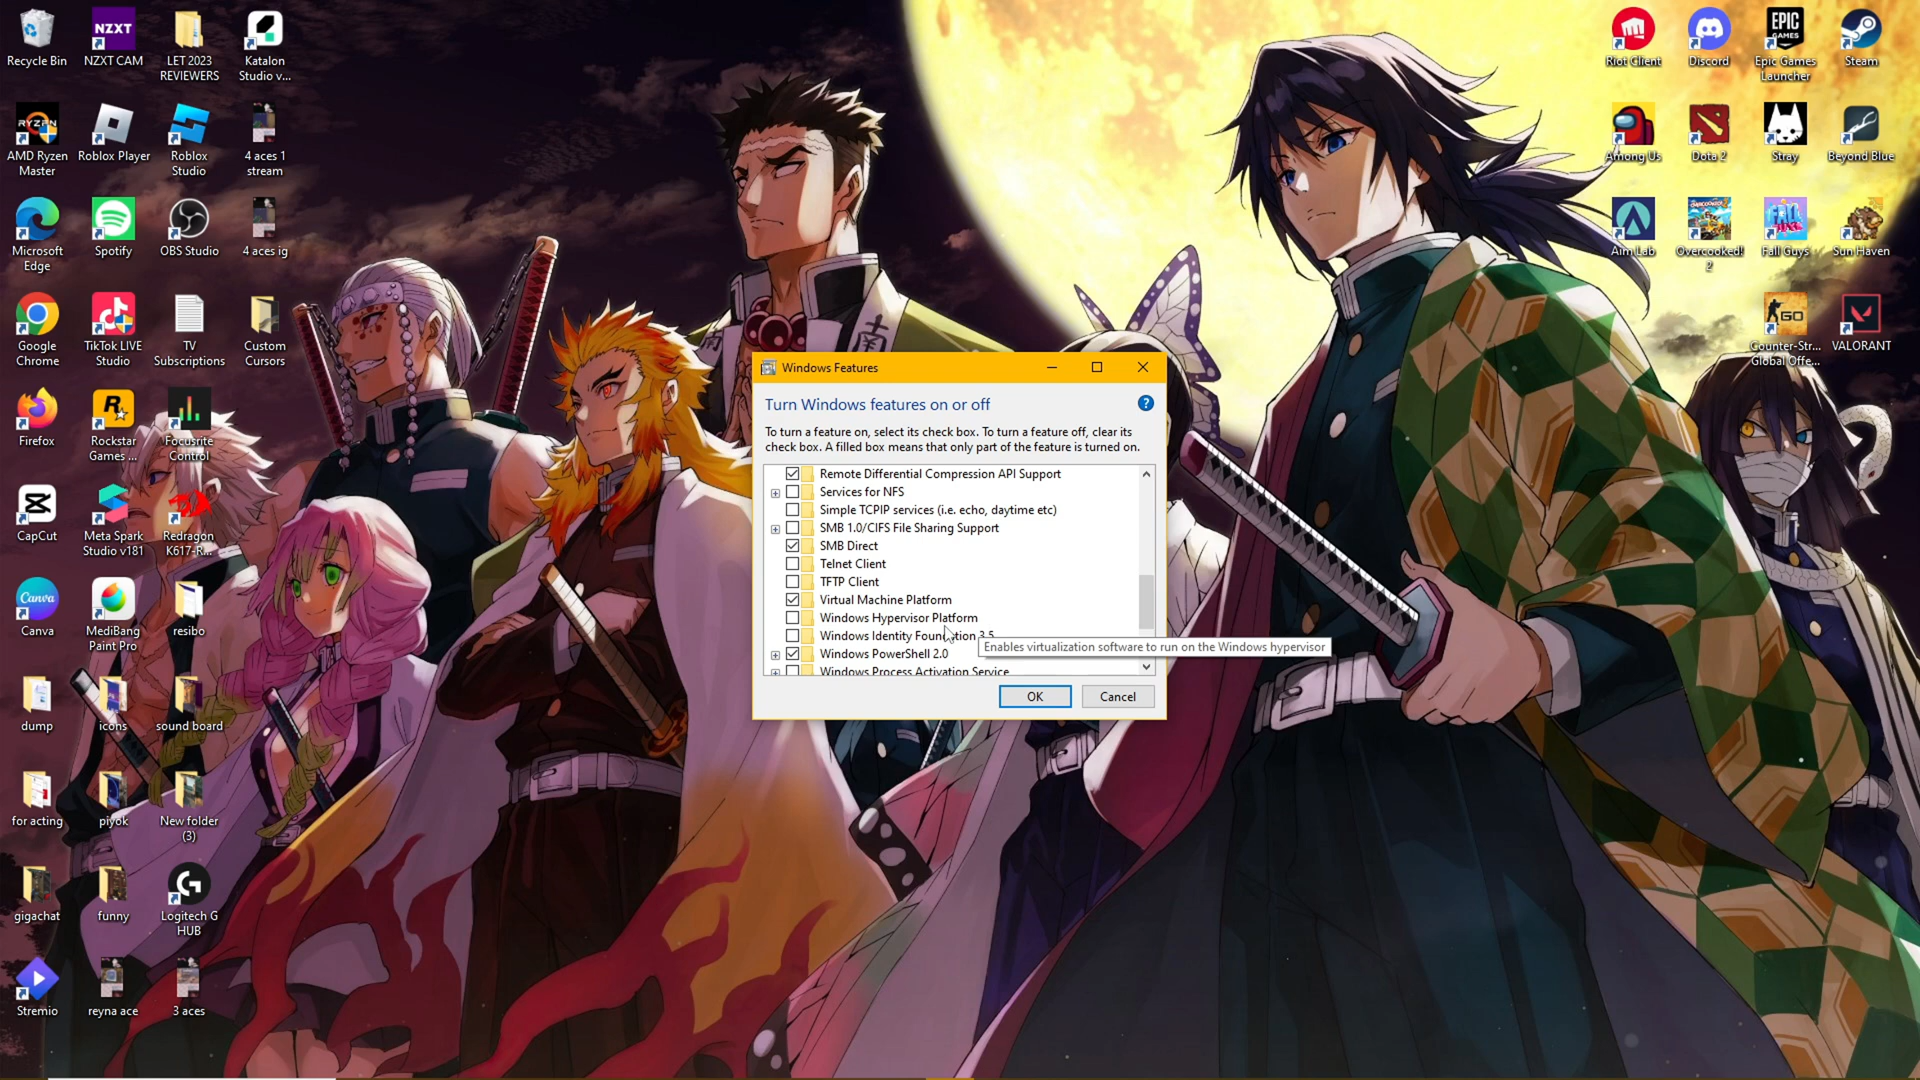 Recycle Bin
NZXT
NZXT CAM
LET 2023
REVIEWERS
Katalon
Studio v...
RYZEN
AMD Ryzen
Master
Roblox Player
Roblox
Studio
4 aces 1
stream
Microsoft
Edge
Spotify
OBS Studio
4 aces ig
Google
Chrome
TikTok LIVE
Studio
TV
Subscriptions
Custom
Cursors
Firefox
Rockstar
Games ...
Focusrite
Control
CapCut
Meta Spark
Studio v181
Redragon
K617-R...
Canva
Canva
MediBang
Paint Pro
resibo
dump
icons
sound board
for acting
piyok
New folder
(3)
gigachat
funny
Logitech G
HUB
Stremio
reyna ace
3 aces
Riot Client
Discord
EPIC
GAMES
Epic Games
Launcher
Steam
Among Us
Dota 2
Stray
Beyond Blue
Aim Lab
Overcooked!
2
Fall Guys
Sun Haven
GO
Counter-Str...
Global Offe...
VALORANT
南
Windows Features
Turn Windows features on or off
?
To turn a feature on, select its check box. To turn a feature off, clear its
check box. A filled box means that only part of the feature is turned on.
Remote Differential Compression API Support
Services for NFS
Simple TCPIP services (i.e. echo, daytime etc)
SMB 1.0/CIFS File Sharing Support
SMB Direct
Telnet Client
TFTP Client
Virtual Machine Platform
Windows Hypervisor Platform
Windows Identity Foundation 3.5
Enables virtualization software to run on the Windows hypervisor
Windows PowerShell 2.0
Windows Process Activation Service
OK
Cancel